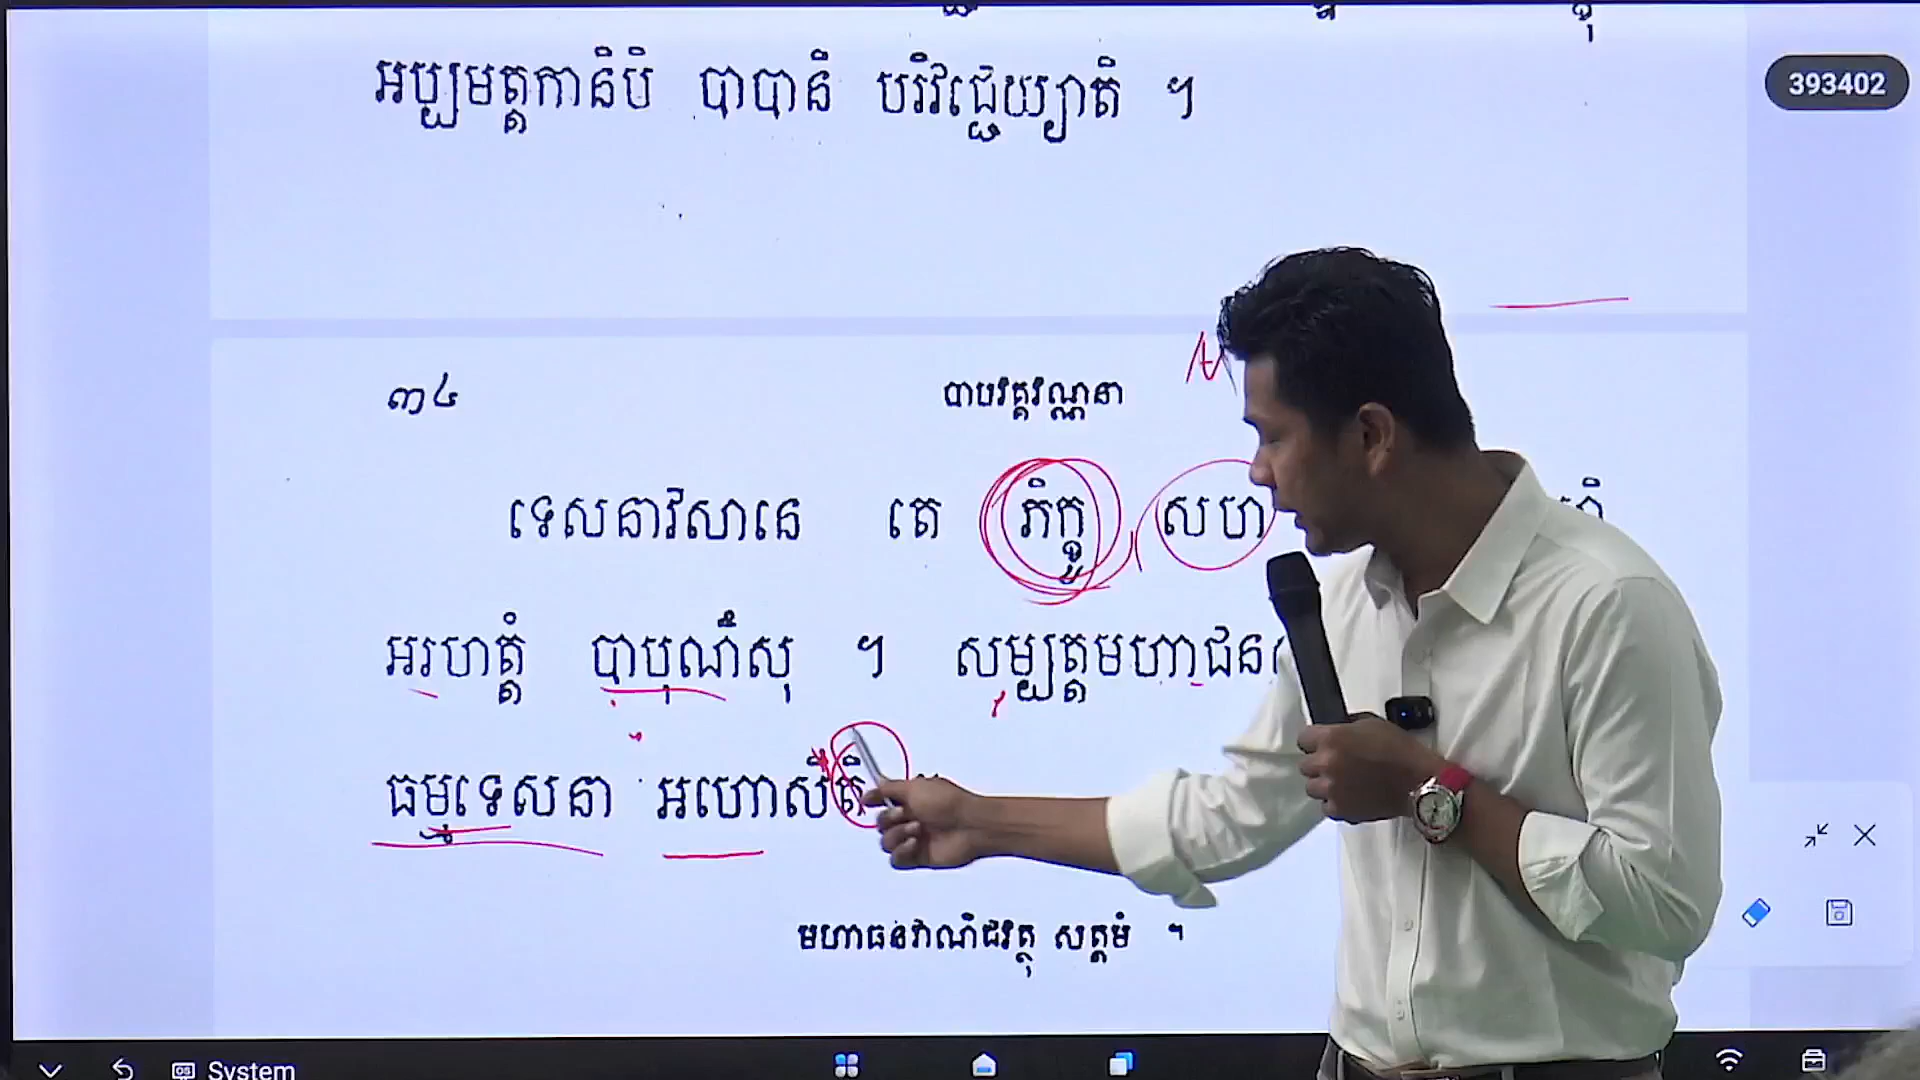 393402
អប្បមត្តកានិបិ បាបានិ បរិវជ្ជេយ្យាតិ ។
៣៤ បាបវគ្គវណ្ណនា
ទេសនាវសានេ តេ ភិក្ខូ សហ
អរហត្តំ បាបុណឹសុ ។ សម្បត្តមហាជន
ធម្មទេសនា អហោសីតិ
មហាធនវាណិជវត្ថុ សត្តមំ ។
System